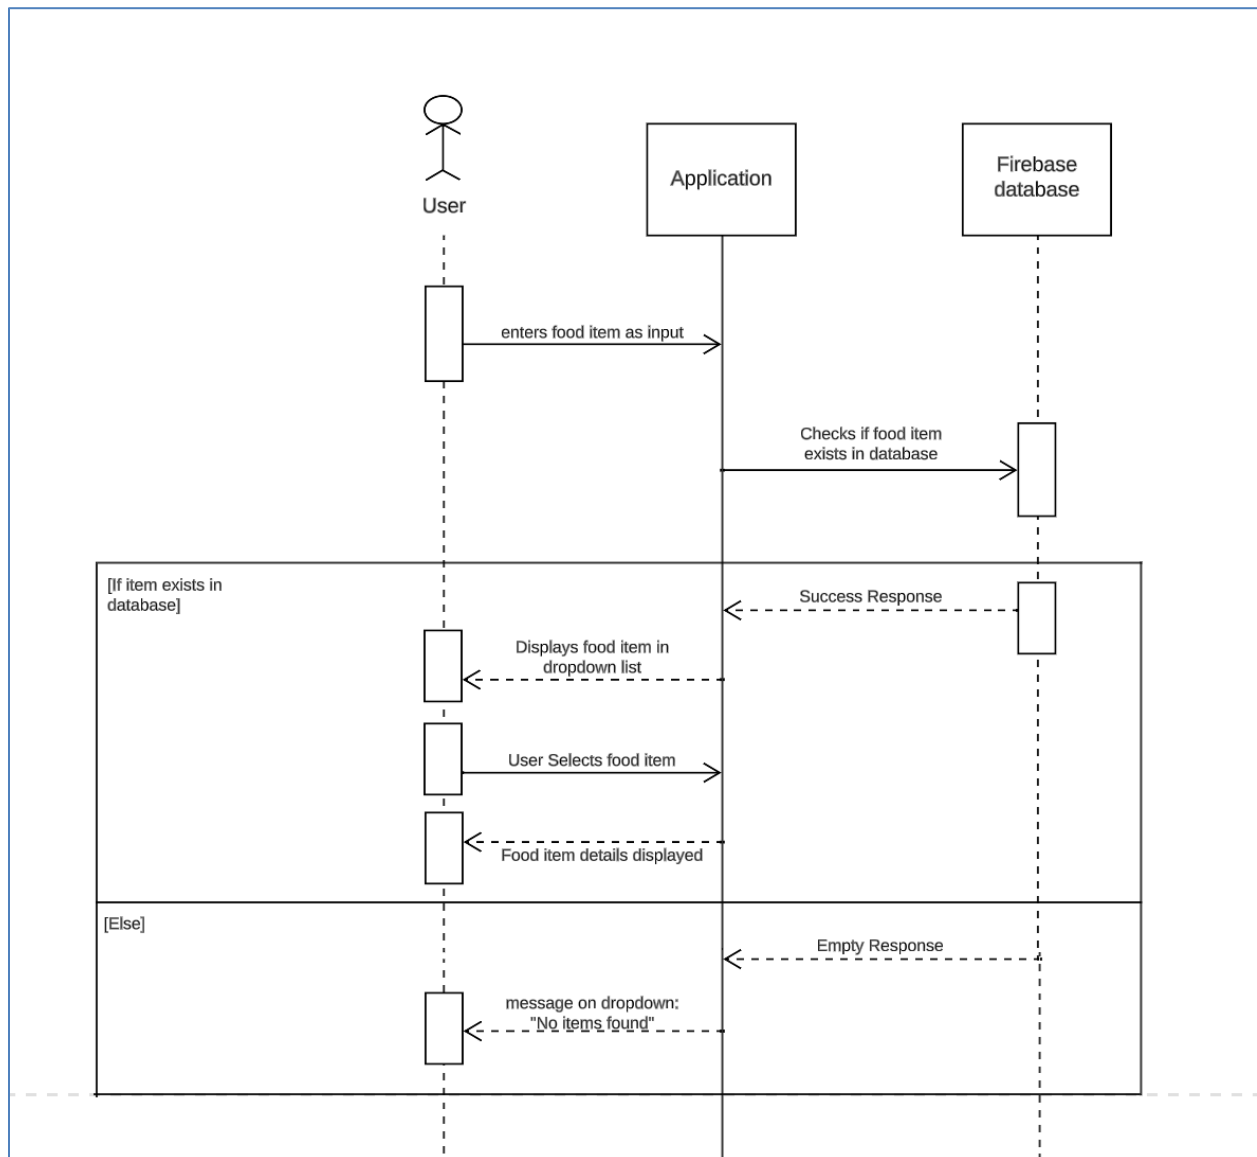 User
Application
Firebase
database
enters food item as input
Checks if food item
exists in database
[If item exists in
database]
Success Response
Displays food item in
dropdown list
User Selects food item
Food item details displayed
[Else]
Empty Response
message on dropdown:
"No items found"